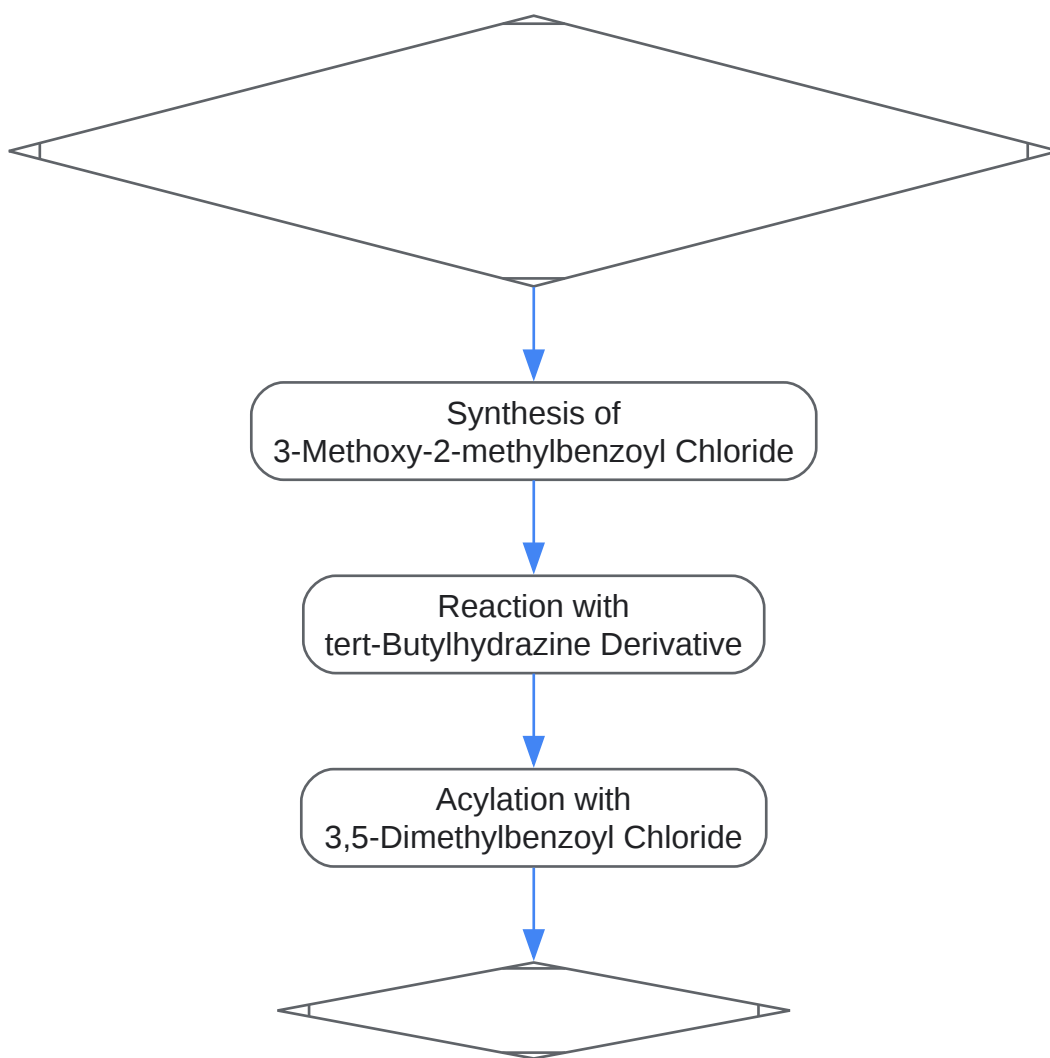 Synthesis of
3-Methoxy-2-methylbenzoyl Chloride
Reaction with
tert-Butylhydrazine Derivative
Acylation with
3,5-Dimethylbenzoyl Chloride